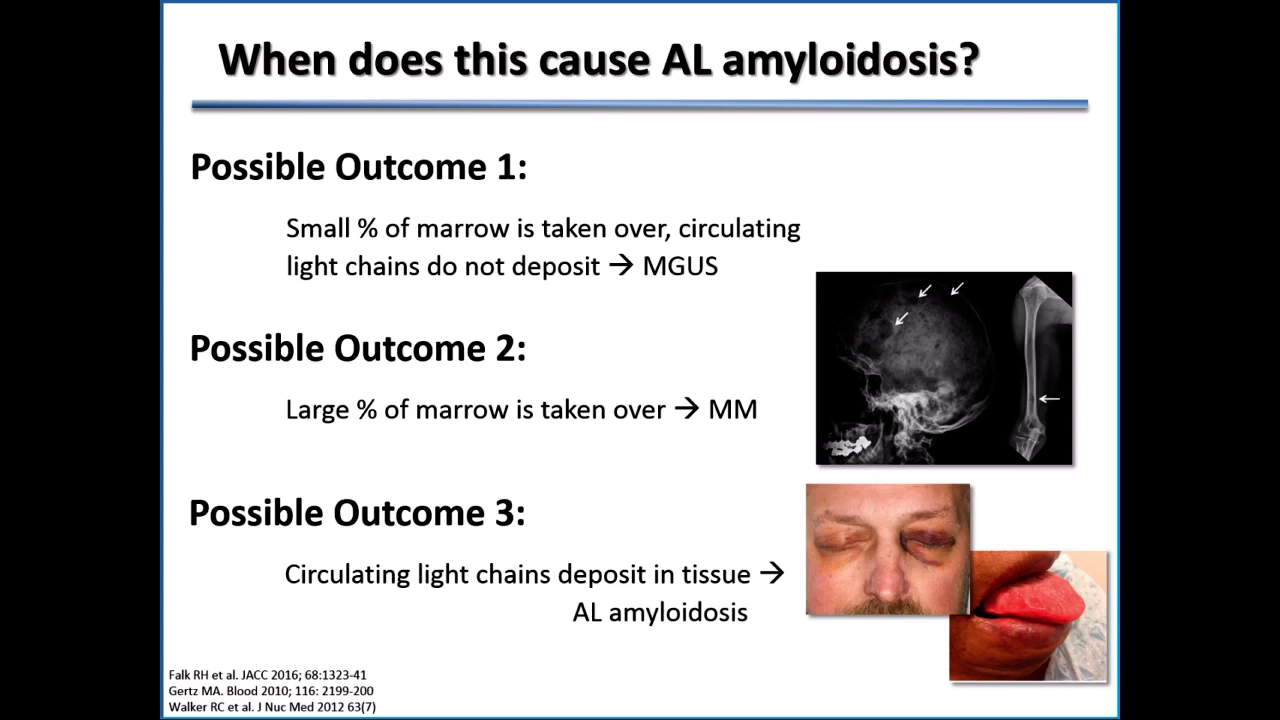 When does this cause AL amyloidosis?
Possible Outcome 1:
Small % of marrow is taken over, circulating
light chains do not deposit → MGUS
Possible Outcome 2:
Large % of marrow is taken over → MM
Possible Outcome 3:
Circulating light chains deposit in tissue →
AL amyloidosis
Falk RH et al. JACC 2016; 68:1323-41
Gertz MA. Blood 2010; 116: 2199-200
Walker RC et al. J Nuc Med 2012 63(7)